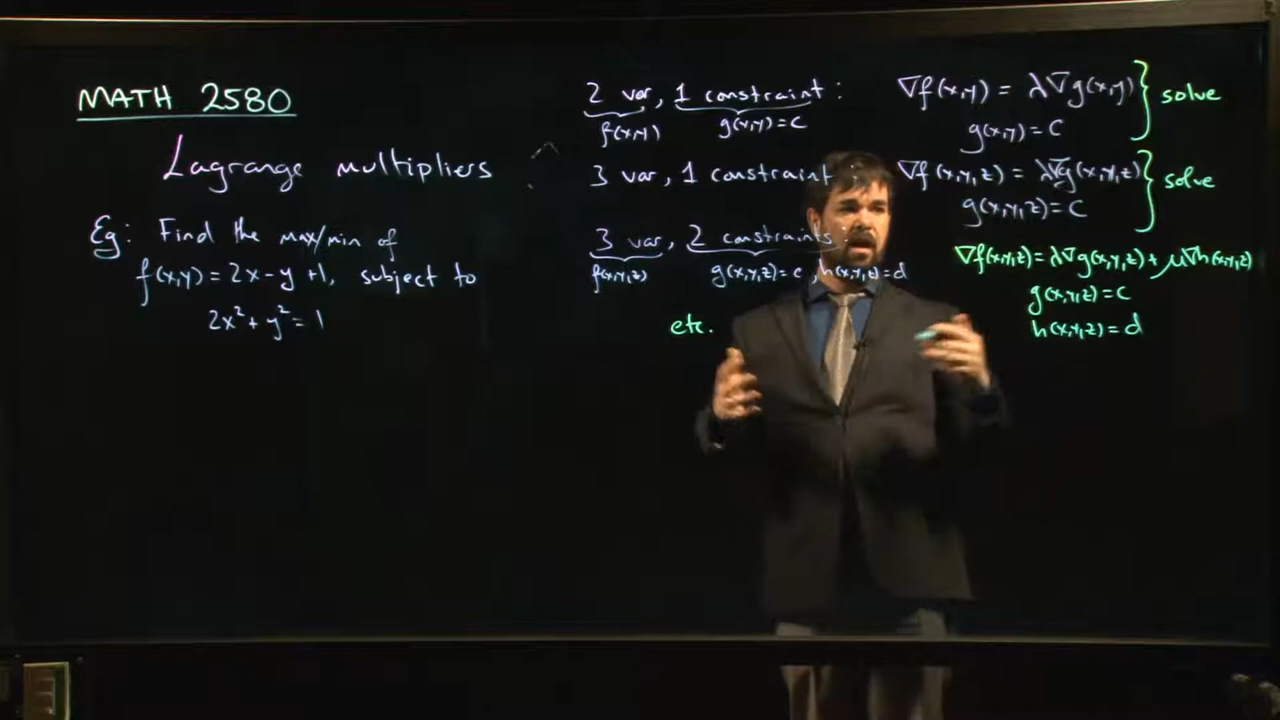 MATH 2580
Lagrange multipliers
Eg: Find the max/min of
f(x,y) = 2x - y + 1, subject to
2x² + y² = 1
2 var, 1 constraint :
f(x,y) g(x,y) = c
∇f(x,y) = λ∇g(x,y)
g(x,y) = c
solve
3 var, 1 constraint :
∇f(x,y,z) = λ∇g(x,y,z)
g(x,y,z) = c
solve
3 var, 2 constraints :
f(x,y,z) g(x,y,z) = c , h(x,y,z) = d
∇f(x,y,z) = λ∇g(x,y,z) + μ∇h(x,y,z)
g(x,y,z) = c
h(x,y,z) = d
etc.